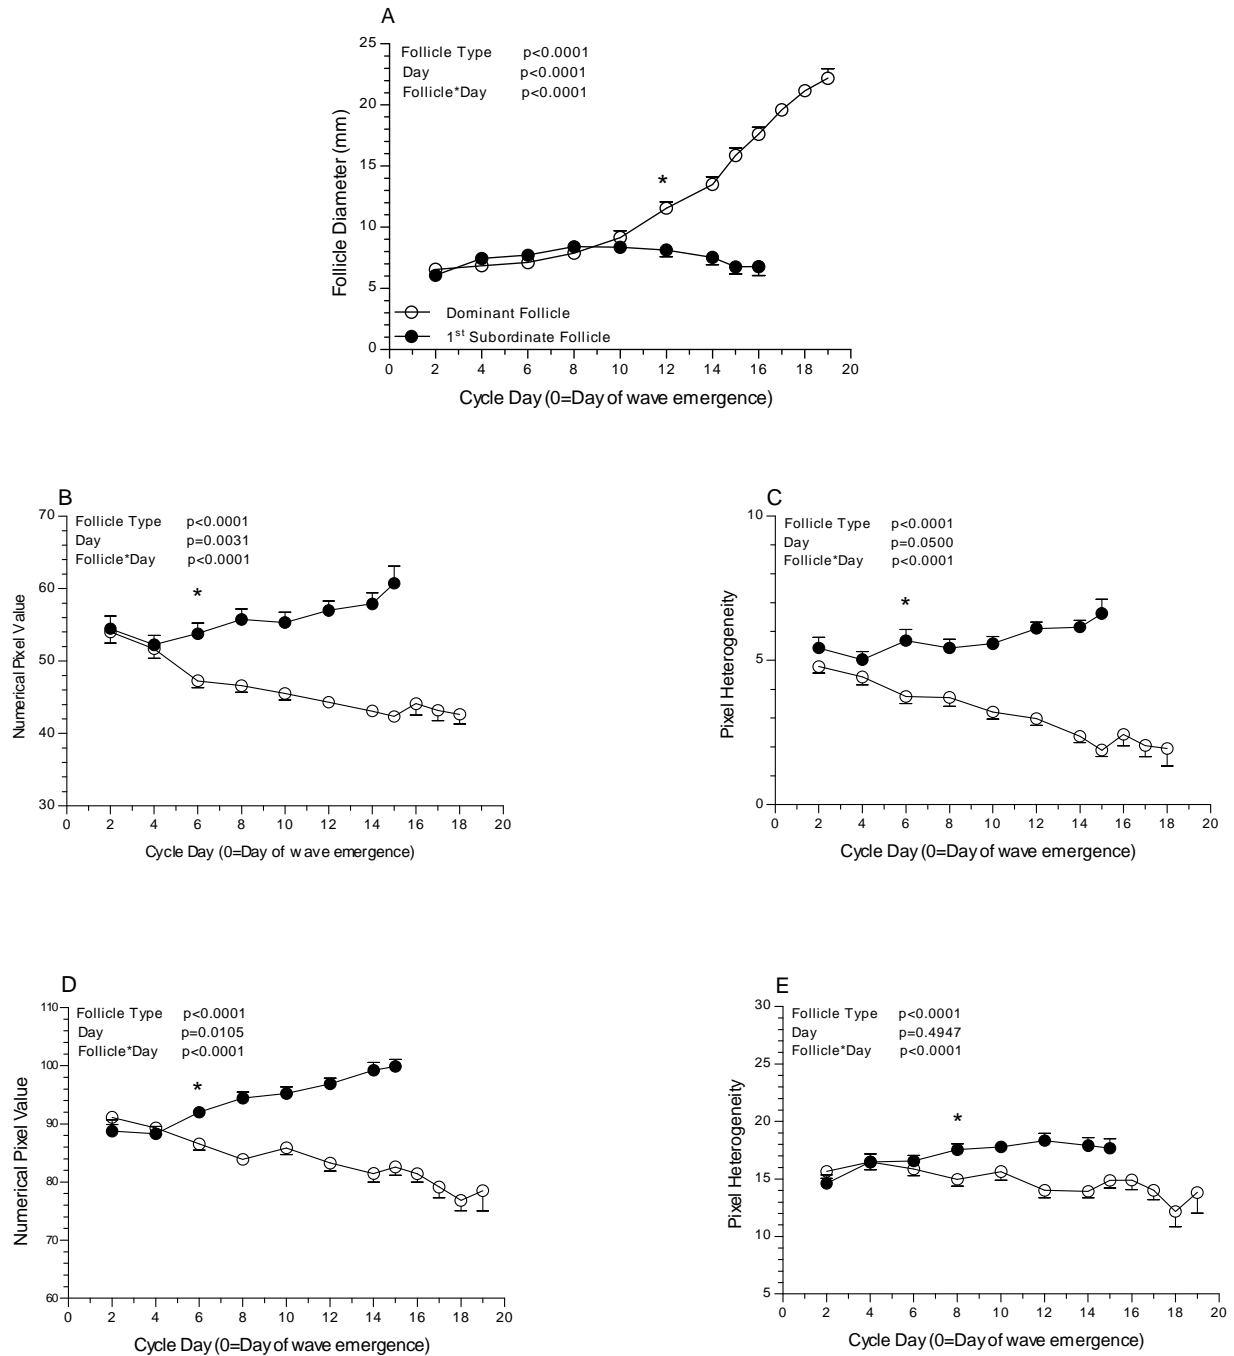 A
Follicle Type p<0.0001
Day p<0.0001
Follicle*Day p<0.0001
25
20
15
10
5
0
*
Follicle Diameter (mm)
Dominant Follicle
1st Subordinate Follicle
0 2 4 6 8 10 12 14 16 18 20
Cycle Day (0=Day of wave emergence)
B
Follicle Type p<0.0001
Day p=0.0031
Follicle*Day p<0.0001
70
60
50
40
30
*
Numerical Pixel Value
0 2 4 6 8 10 12 14 16 18 20
Cycle Day (0=Day of wave emergence)
C
Follicle Type p<0.0001
Day p=0.0500
Follicle*Day p<0.0001
10
5
0
*
Pixel Heterogeneity
0 2 4 6 8 10 12 14 16 18 20
Cycle Day (0=Day of wave emergence)
D
Follicle Type p<0.0001
Day p=0.0105
Follicle*Day p<0.0001
110
100
90
80
70
60
*
Numerical Pixel Value
0 2 4 6 8 10 12 14 16 18 20
Cycle Day (0=Day of wave emergence)
E
Follicle Type p<0.0001
Day p=0.4947
Follicle*Day p<0.0001
30
25
20
15
10
5
*
Pixel Heterogeneity
0 2 4 6 8 10 12 14 16 18 20
Cycle Day (0=Day of wave emergence)